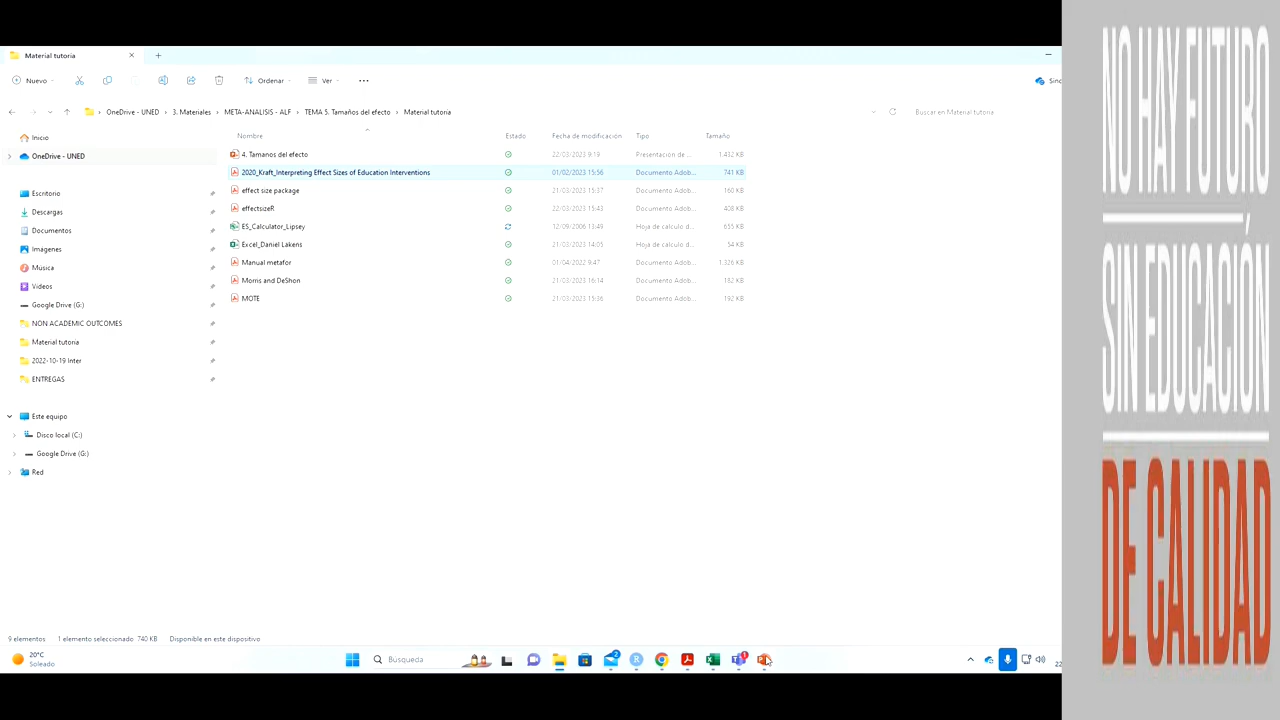 Material tutoria
Nuevo
Ordenar
Ver
OneDrive - UNED > 3. Materiales > META-ANALISIS - ALF > TEMA 5. Tamaños del efecto > Material tutoria
Buscar en Material tutoria
Nombre Estado Fecha de modificación Tipo Tamaño
4. Tamanos del efecto 22/03/2023 9:19 Presentación de ... 1.432 KB
2020_Kraft_Interpreting Effect Sizes of Education Interventions 01/02/2023 15:56 Documento Adob... 741 KB
effect size package 21/03/2023 15:37 Documento Adob... 160 KB
effectsizeR 22/03/2023 15:43 Documento Adob... 408 KB
ES_Calculator_Lipsey 12/09/2006 13:49 Hoja de cálculo d... 655 KB
Excel_Daniel Lakens 21/03/2023 14:05 Hoja de cálculo d... 54 KB
Manual metafor 01/04/2022 9:47 Documento Adob... 1.326 KB
Morris and DeShon 21/03/2023 16:14 Documento Adob... 182 KB
MOTE 21/03/2023 15:36 Documento Adob... 192 KB
Inicio
OneDrive - UNED
Escritorio
Descargas
Documentos
Imágenes
Música
Vídeos
Google Drive (G:)
NON ACADEMIC OUTCOMES
Material tutoria
2022-10-19 Inter
ENTREGAS
Este equipo
Disco local (C:)
Google Drive (G:)
Red
9 elementos 1 elemento seleccionado 740 KB Disponible en este dispositivo
20°C
Soleado
Búsqueda
NO HAY FUTURO
SIN EDUCACIÓN
DE CALIDAD